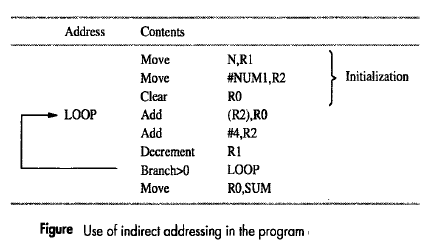 Address Contents
Move N,R1
Move #NUM1,R2
Initialization
Clear R0
LOOP Add (R2),R0
Add #4,R2
Decrement R1
Branch>0 LOOP
Move R0,SUM
Figure Use of indirect addressing in the program